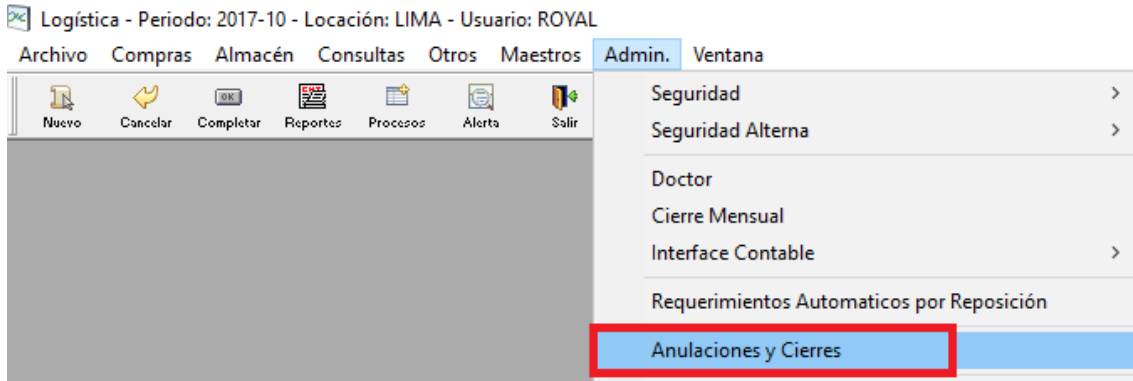 Logística - Periodo: 2017-10 - Locación: LIMA - Usuario: ROYAL
Archivo Compras Almacén Consultas Otros Maestros Admin. Ventana
OK
Nuevo Cancelar Completar Reportes Procesos Alerta Salir
Seguridad
Seguridad Alterna
Doctor
Cierre Mensual
Interface Contable
Requerimientos Automaticos por Reposición
Anulaciones y Cierres